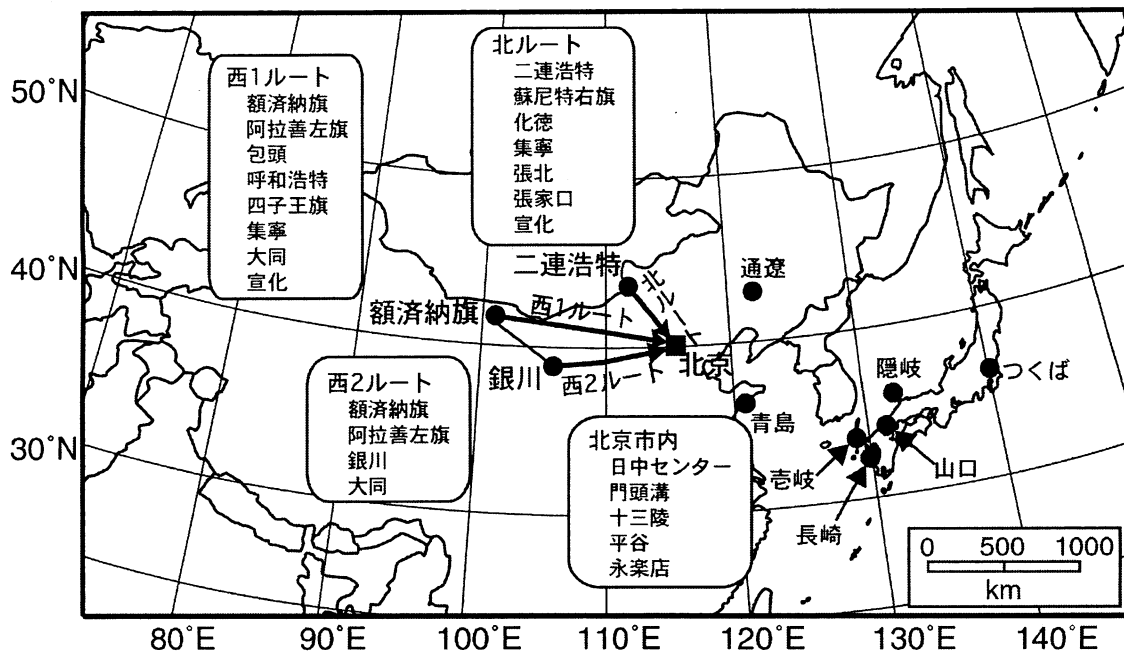 50°N
40°N
30°N
西1ルート
額済納旗
阿拉善左旗
包頭
呼和浩特
四子王旗
集寧
大同
宣化
北ルート
二連浩特
蘇尼特右旗
化徳
集寧
張北
張家口
宣化
二連浩特
北ルート
通遼
額済納旗
西1ルート
北京
銀川
西2ルート
隠岐
つくば
青島
山口
壱岐
長崎
西2ルート
額済納旗
阿拉善左旗
銀川
大同
北京市内
日中センター
門頭溝
十三陵
平谷
永楽店
0 500 1000
km
80°E 90°E 100°E 110°E 120°E 130°E 140°E